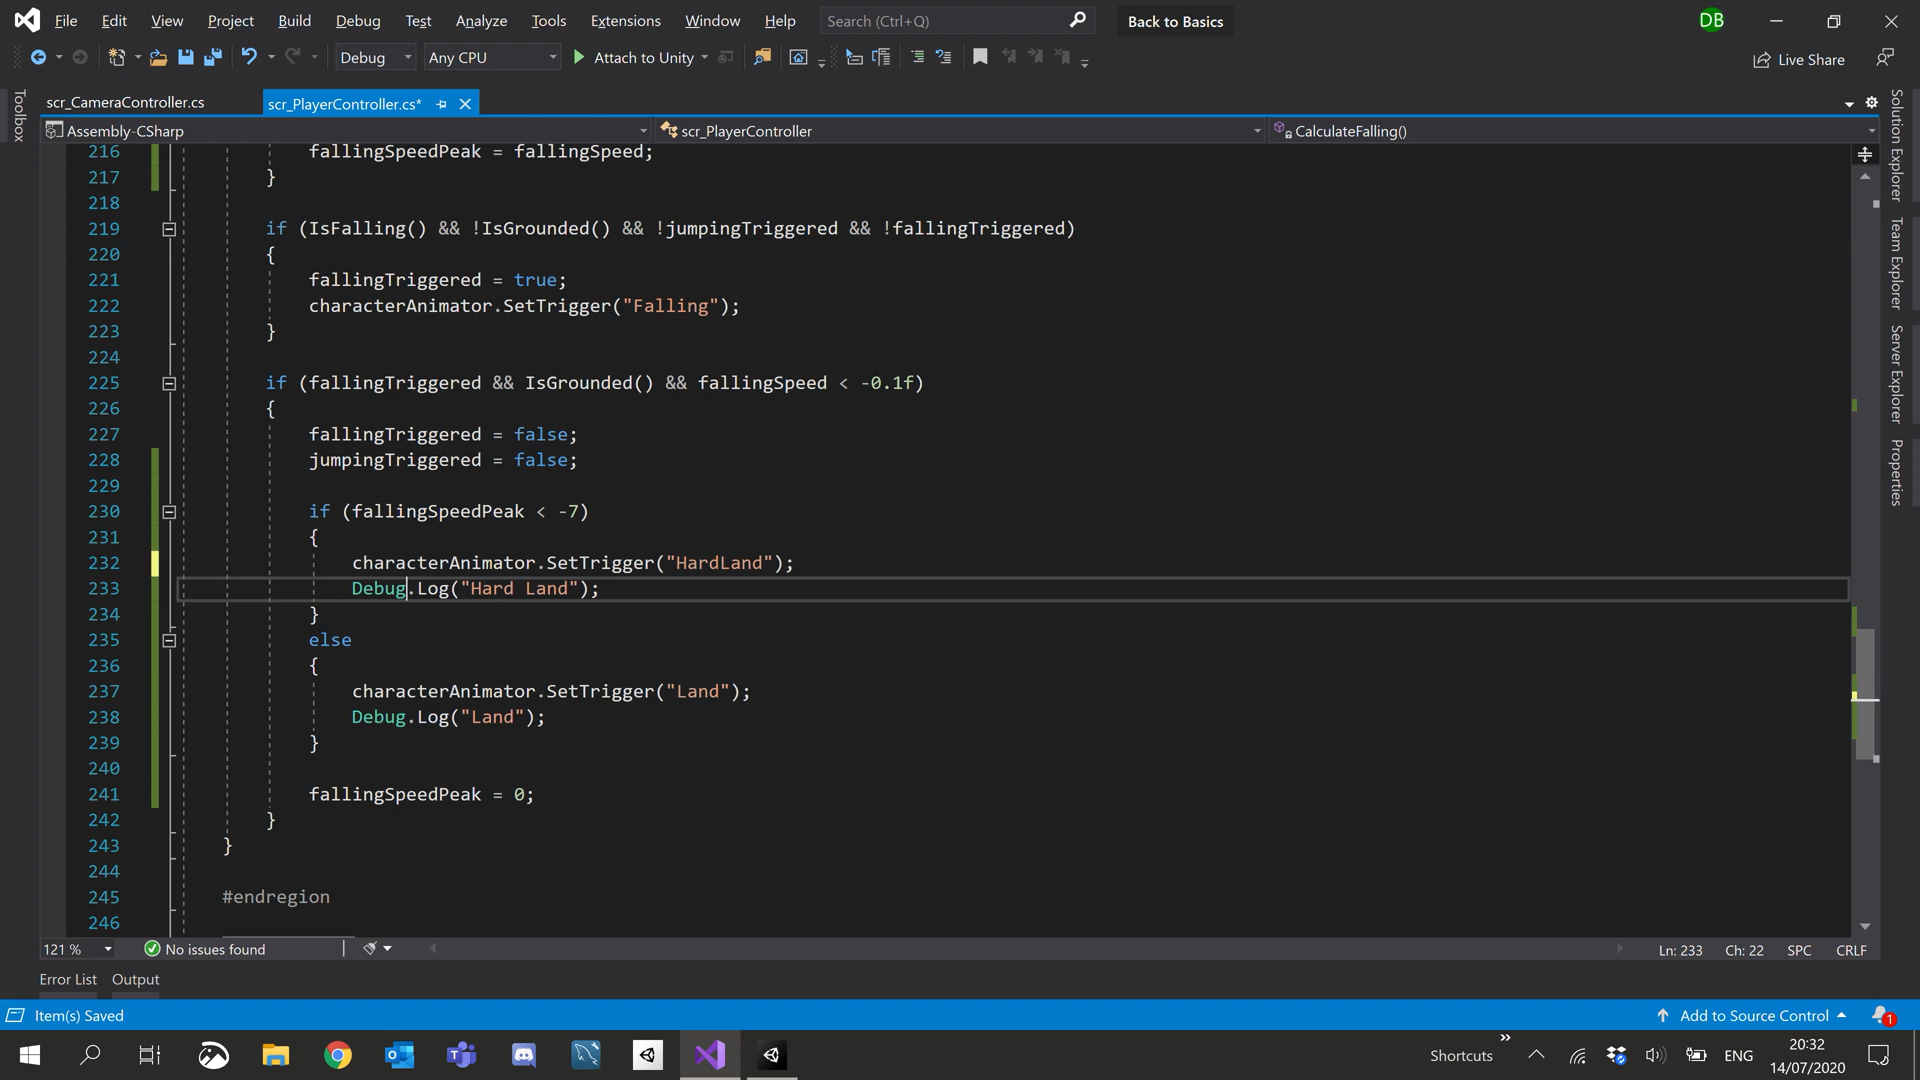 File Edit View Project Build Debug Test Analyze Tools Extensions Window Help Search (Ctrl+Q) Back to Basics DB
Debug Any CPU Attach to Unity Live Share
Toolbox
scr_CameraController.cs scr_PlayerController.cs*
Assembly-CSharp scr_PlayerController CalculateFalling()
216 fallingSpeedPeak = fallingSpeed;
217 }
218
219 if (IsFalling() && !IsGrounded() && !jumpingTriggered && !fallingTriggered)
220 {
221 fallingTriggered = true;
222 characterAnimator.SetTrigger("Falling");
223 }
224
225 if (fallingTriggered && IsGrounded() && fallingSpeed < -0.1f)
226 {
227 fallingTriggered = false;
228 jumpingTriggered = false;
229
230 if (fallingSpeedPeak < -7)
231 {
232 characterAnimator.SetTrigger("HardLand");
233 Debug.Log("Hard Land");
234 }
235 else
236 {
237 characterAnimator.SetTrigger("Land");
238 Debug.Log("Land");
239 }
240
241 fallingSpeedPeak = 0;
242 }
243 }
244
245 #endregion
246
Solution Explorer
Team Explorer
Server Explorer
Properties
121 % No issues found Ln: 233 Ch: 22 SPC CRLF
Error List Output
Item(s) Saved Add to Source Control 1
Shortcuts » ENG 20:32
14/07/2020